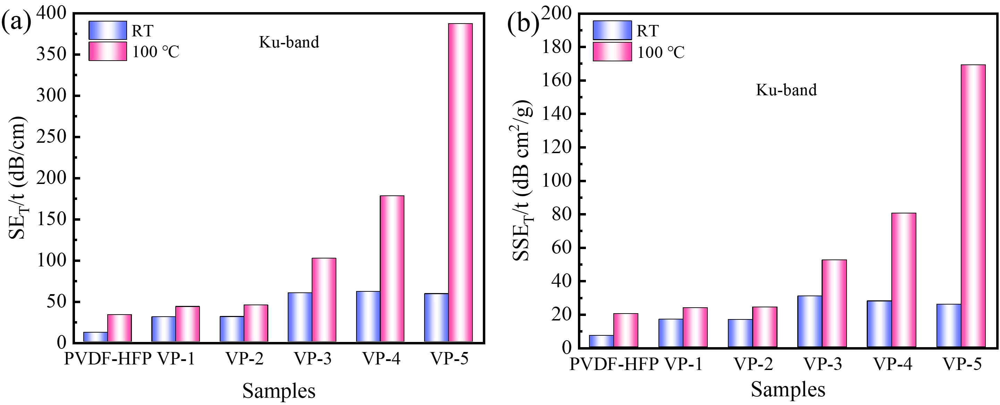 (a)
400
350
300
250
200
150
100
50
0
SE_T/t (dB/cm)
RT
100 ℃
Ku-band
PVDF-HFP VP-1 VP-2 VP-3 VP-4 VP-5
Samples
(b)
200
180
160
140
120
100
80
60
40
20
0
SSE_T/t (dB cm²/g)
RT
100 ℃
Ku-band
PVDF-HFP VP-1 VP-2 VP-3 VP-4 VP-5
Samples